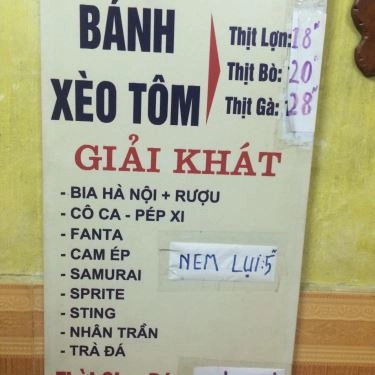 BÁNH
XÈO TÔM
Thịt Lợn: 18"
Thịt Bò: 20"
Thịt Gà: 28"
GIẢI KHÁT
- BIA HÀ NỘI + RƯỢU
- CÔ CA - PÉP XI
- FANTA
- CAM ÉP
- SAMURAI
- SPRITE
- STING
- NHÂN TRẦN
- TRÀ ĐÁ
NEM LỤI: 5"